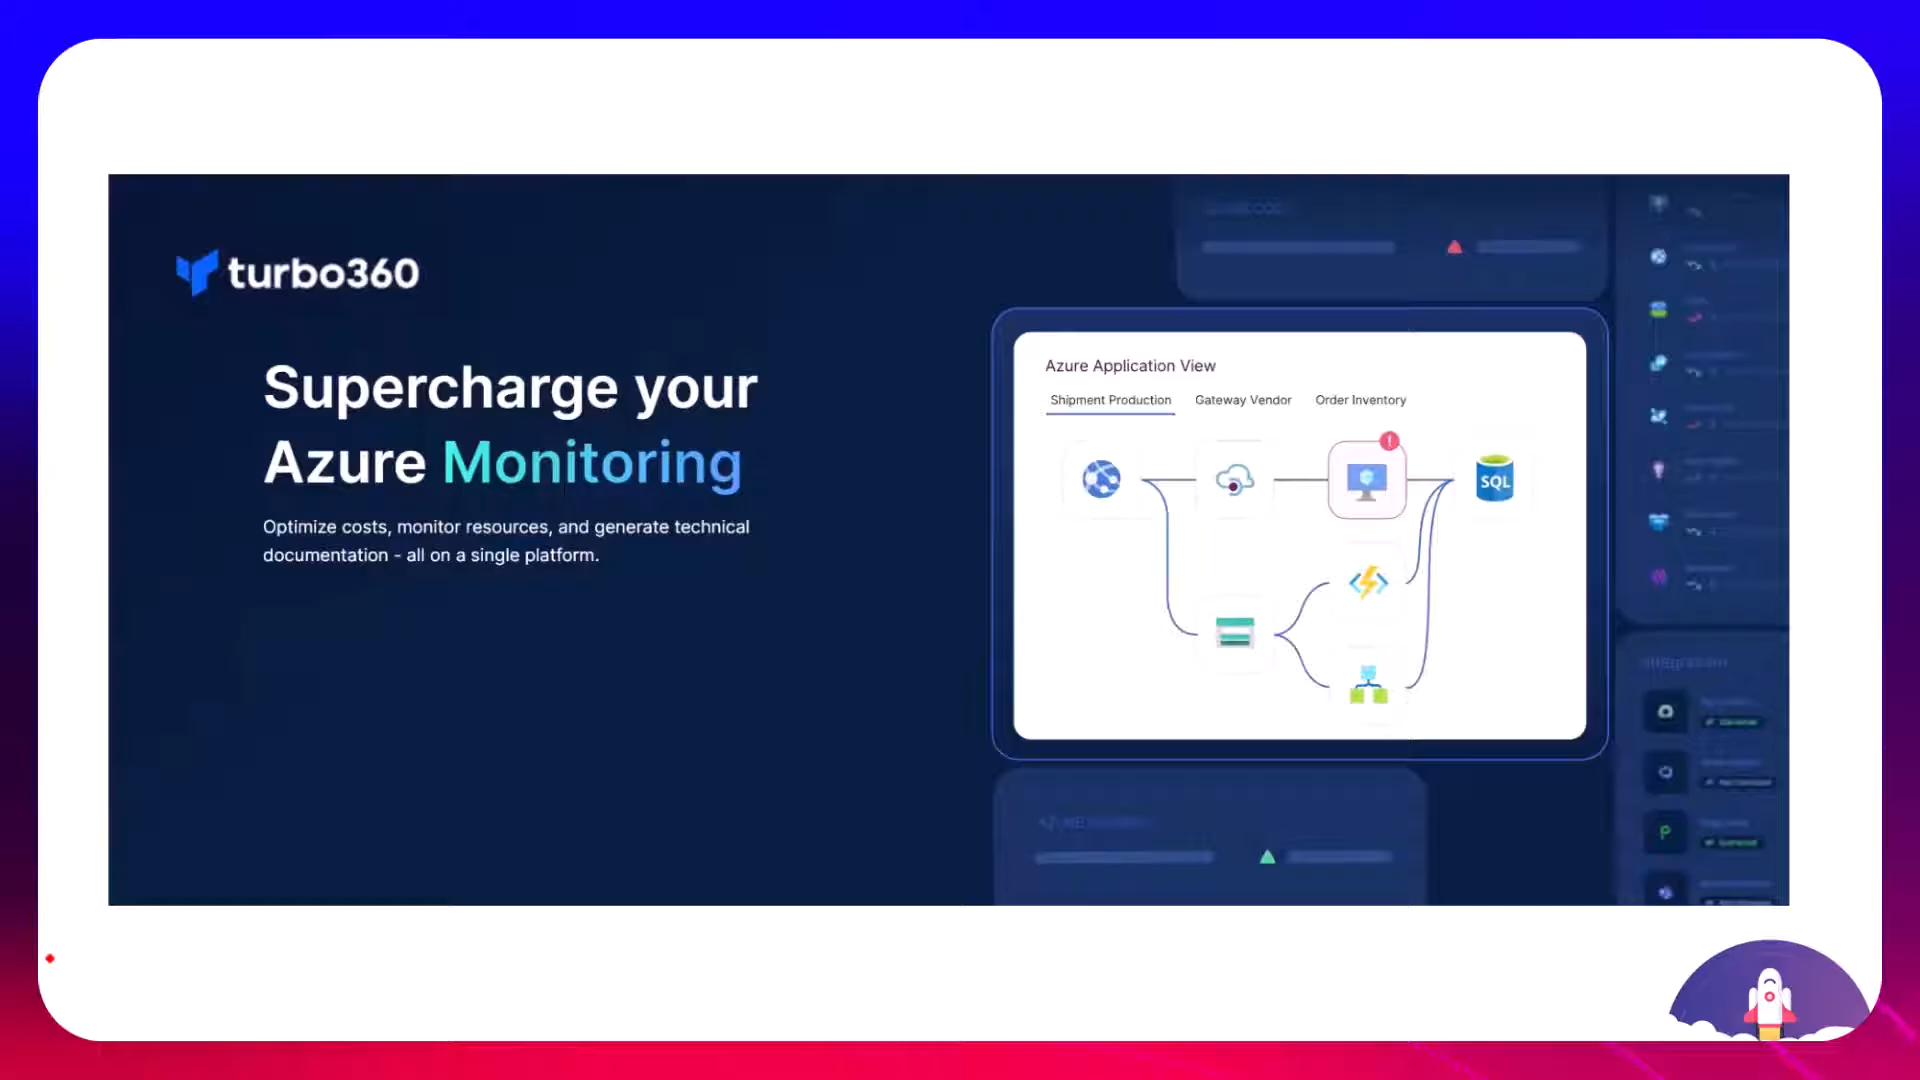 turbo360
Supercharge your
Azure Monitoring
Optimize costs, monitor resources, and generate technical
documentation - all on a single platform.
Azure Application View
Shipment Production
Gateway Vendor
Order Inventory
!
SQL
Integration
P